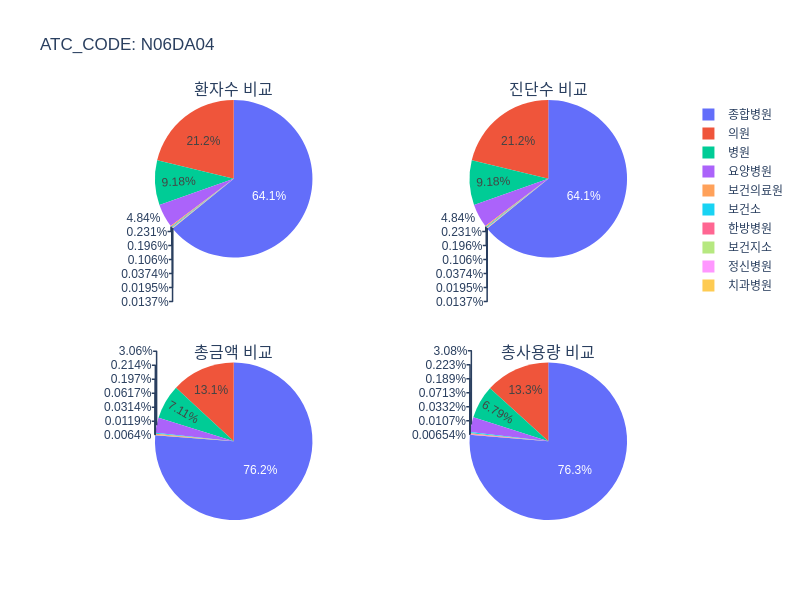 ATC_CODE: N06DA04
환자수 비교
21.2%
9.18%
64.1%
4.84%
0.231%
0.196%
0.106%
0.0374%
0.0195%
0.0137%
진단수 비교
21.2%
9.18%
64.1%
4.84%
0.231%
0.196%
0.106%
0.0374%
0.0195%
0.0137%
종합병원
의원
병원
요양병원
보건의료원
보건소
한방병원
보건지소
정신병원
치과병원
총금액 비교
3.06%
0.214%
0.197%
0.0617%
0.0314%
0.0119%
0.0064%
13.1%
7.11%
76.2%
총사용량 비교
3.08%
0.223%
0.189%
0.0713%
0.0332%
0.0107%
0.00654%
13.3%
6.79%
76.3%